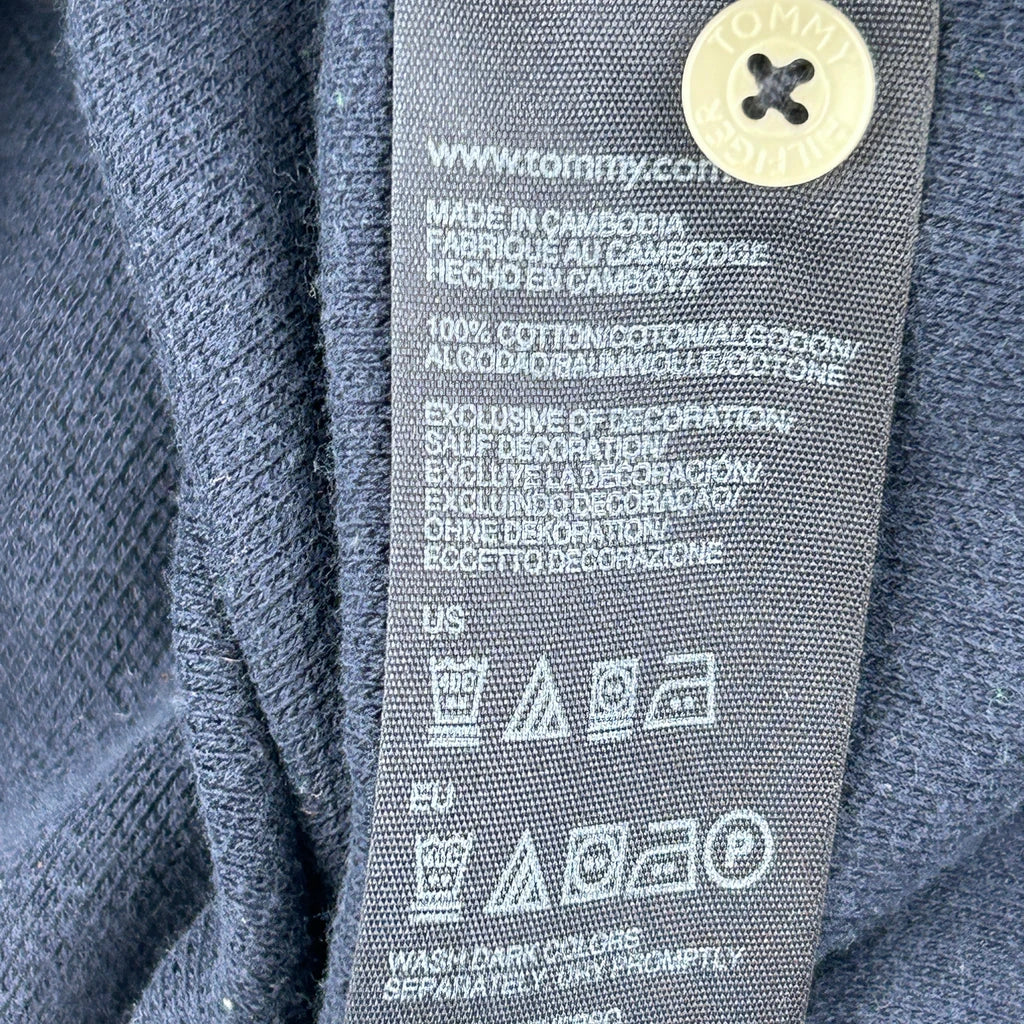 TOMMY
HILFIGER
www.tommy.com
MADE IN CAMBODIA
FABRIQUE AU CAMBODGE
HECHO EN CAMBOYA
100% COTTON/COTON/ALGODON/
ALGODAO/BAUMWOLLE/COTONE
EXCLUSIVE OF DECORATION/
SAUF DECORATION/
EXCLUYE LA DECORACIÓN/
EXCLUINDO DECORACAO/
OHNE DEKORATION/
ECCETTO DECORAZIONE
US
EU
P
WASH DARK COLORS
SEPARATELY/DRY PROMPTLY